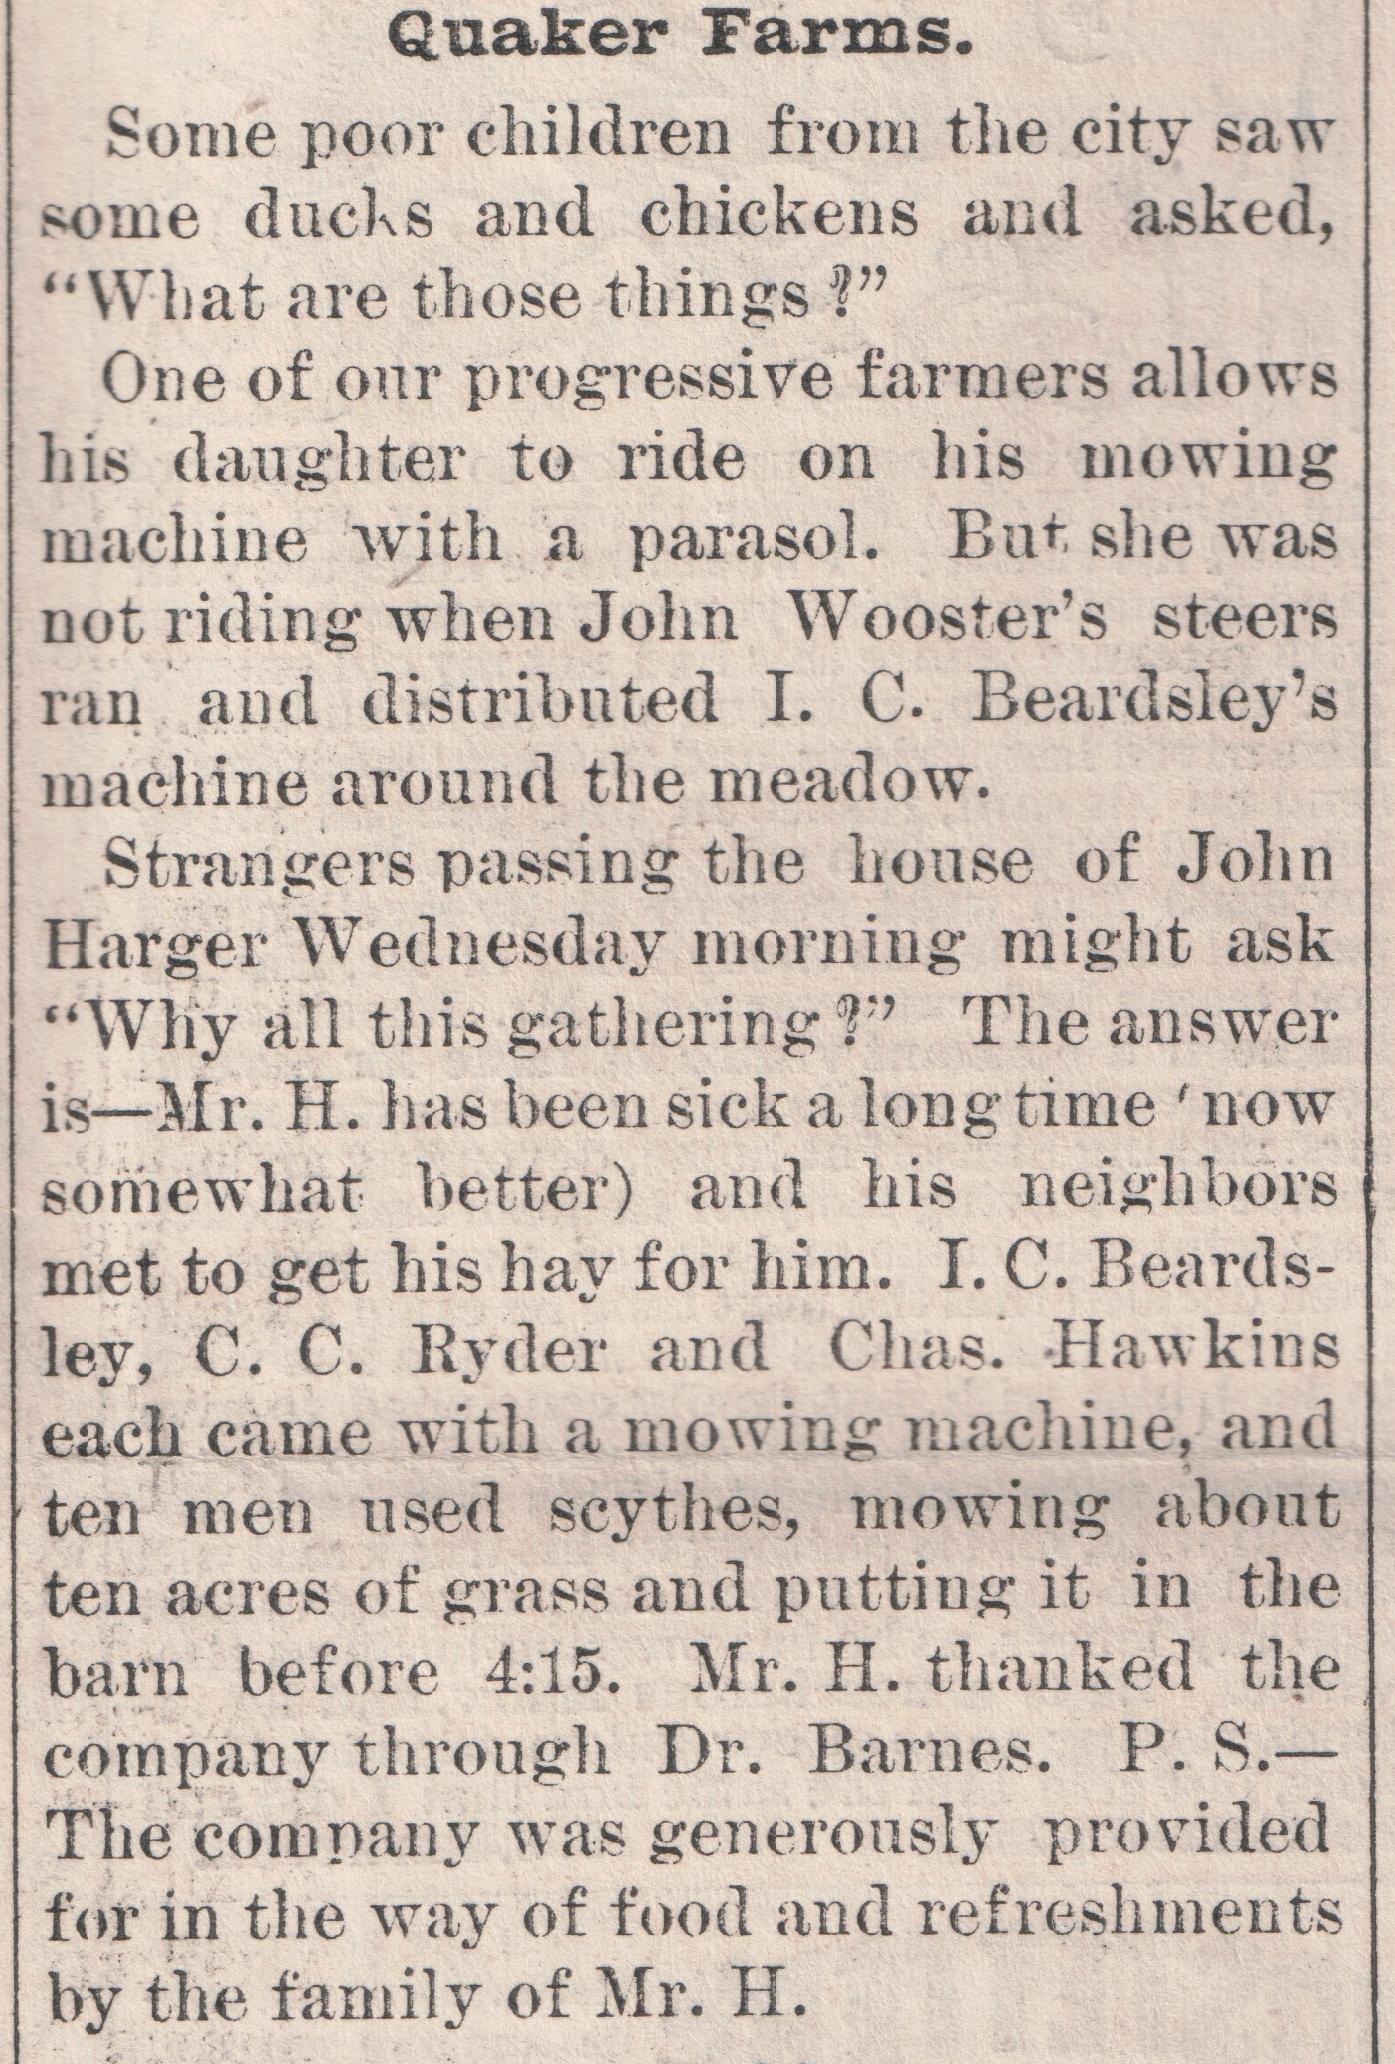 Quaker Farms.
Some poor children from the city saw
some ducks and chickens and asked,
“What are those things?”
One of our progressive farmers allows
his daughter to ride on his mowing
machine with a parasol. But she was
not riding when John Wooster’s steers
ran and distributed I. C. Beardsley’s
machine around the meadow.
Strangers passing the house of John
Harger Wednesday morning might ask
“Why all this gathering?” The answer
is—Mr. H. has been sick a long time ‘now
somewhat better) and his neighbors
met to get his hay for him. I. C. Beards-
ley, C. C. Ryder and Chas. Hawkins
each came with a mowing machine, and
ten men used scythes, mowing about
ten acres of grass and putting it in the
barn before 4:15. Mr. H. thanked the
company through Dr. Barnes. P. S.—
The company was generously provided
for in the way of food and refreshments
by the family of Mr. H.